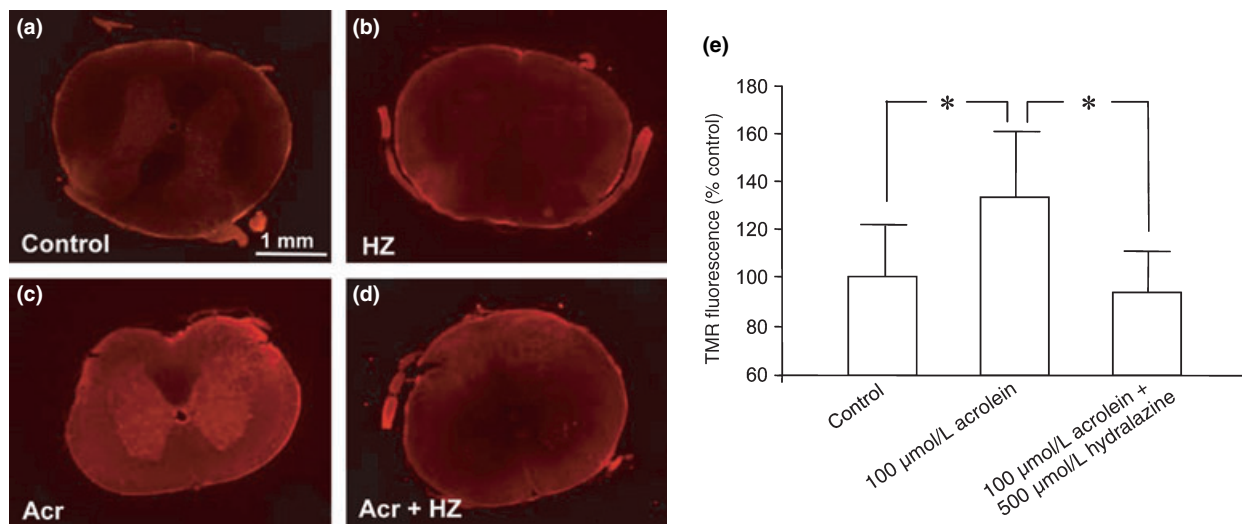 (a)
Control
1 mm
(b)
HZ
(c)
Acr
(d)
Acr + HZ
(e)
TMR fluorescence (% control)
180
160
140
120
100
80
60
*
*
Control
100 µmol/L acrolein
100 µmol/L acrolein +
500 µmol/L hydralazine